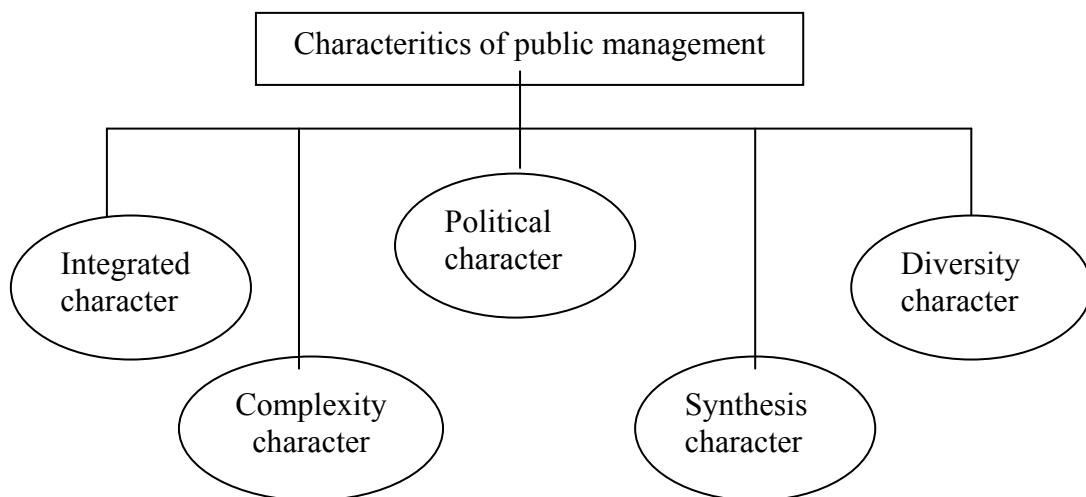 Characteritics of public management
Integrated
character
Complexity
character
Political
character
Synthesis
character
Diversity
character